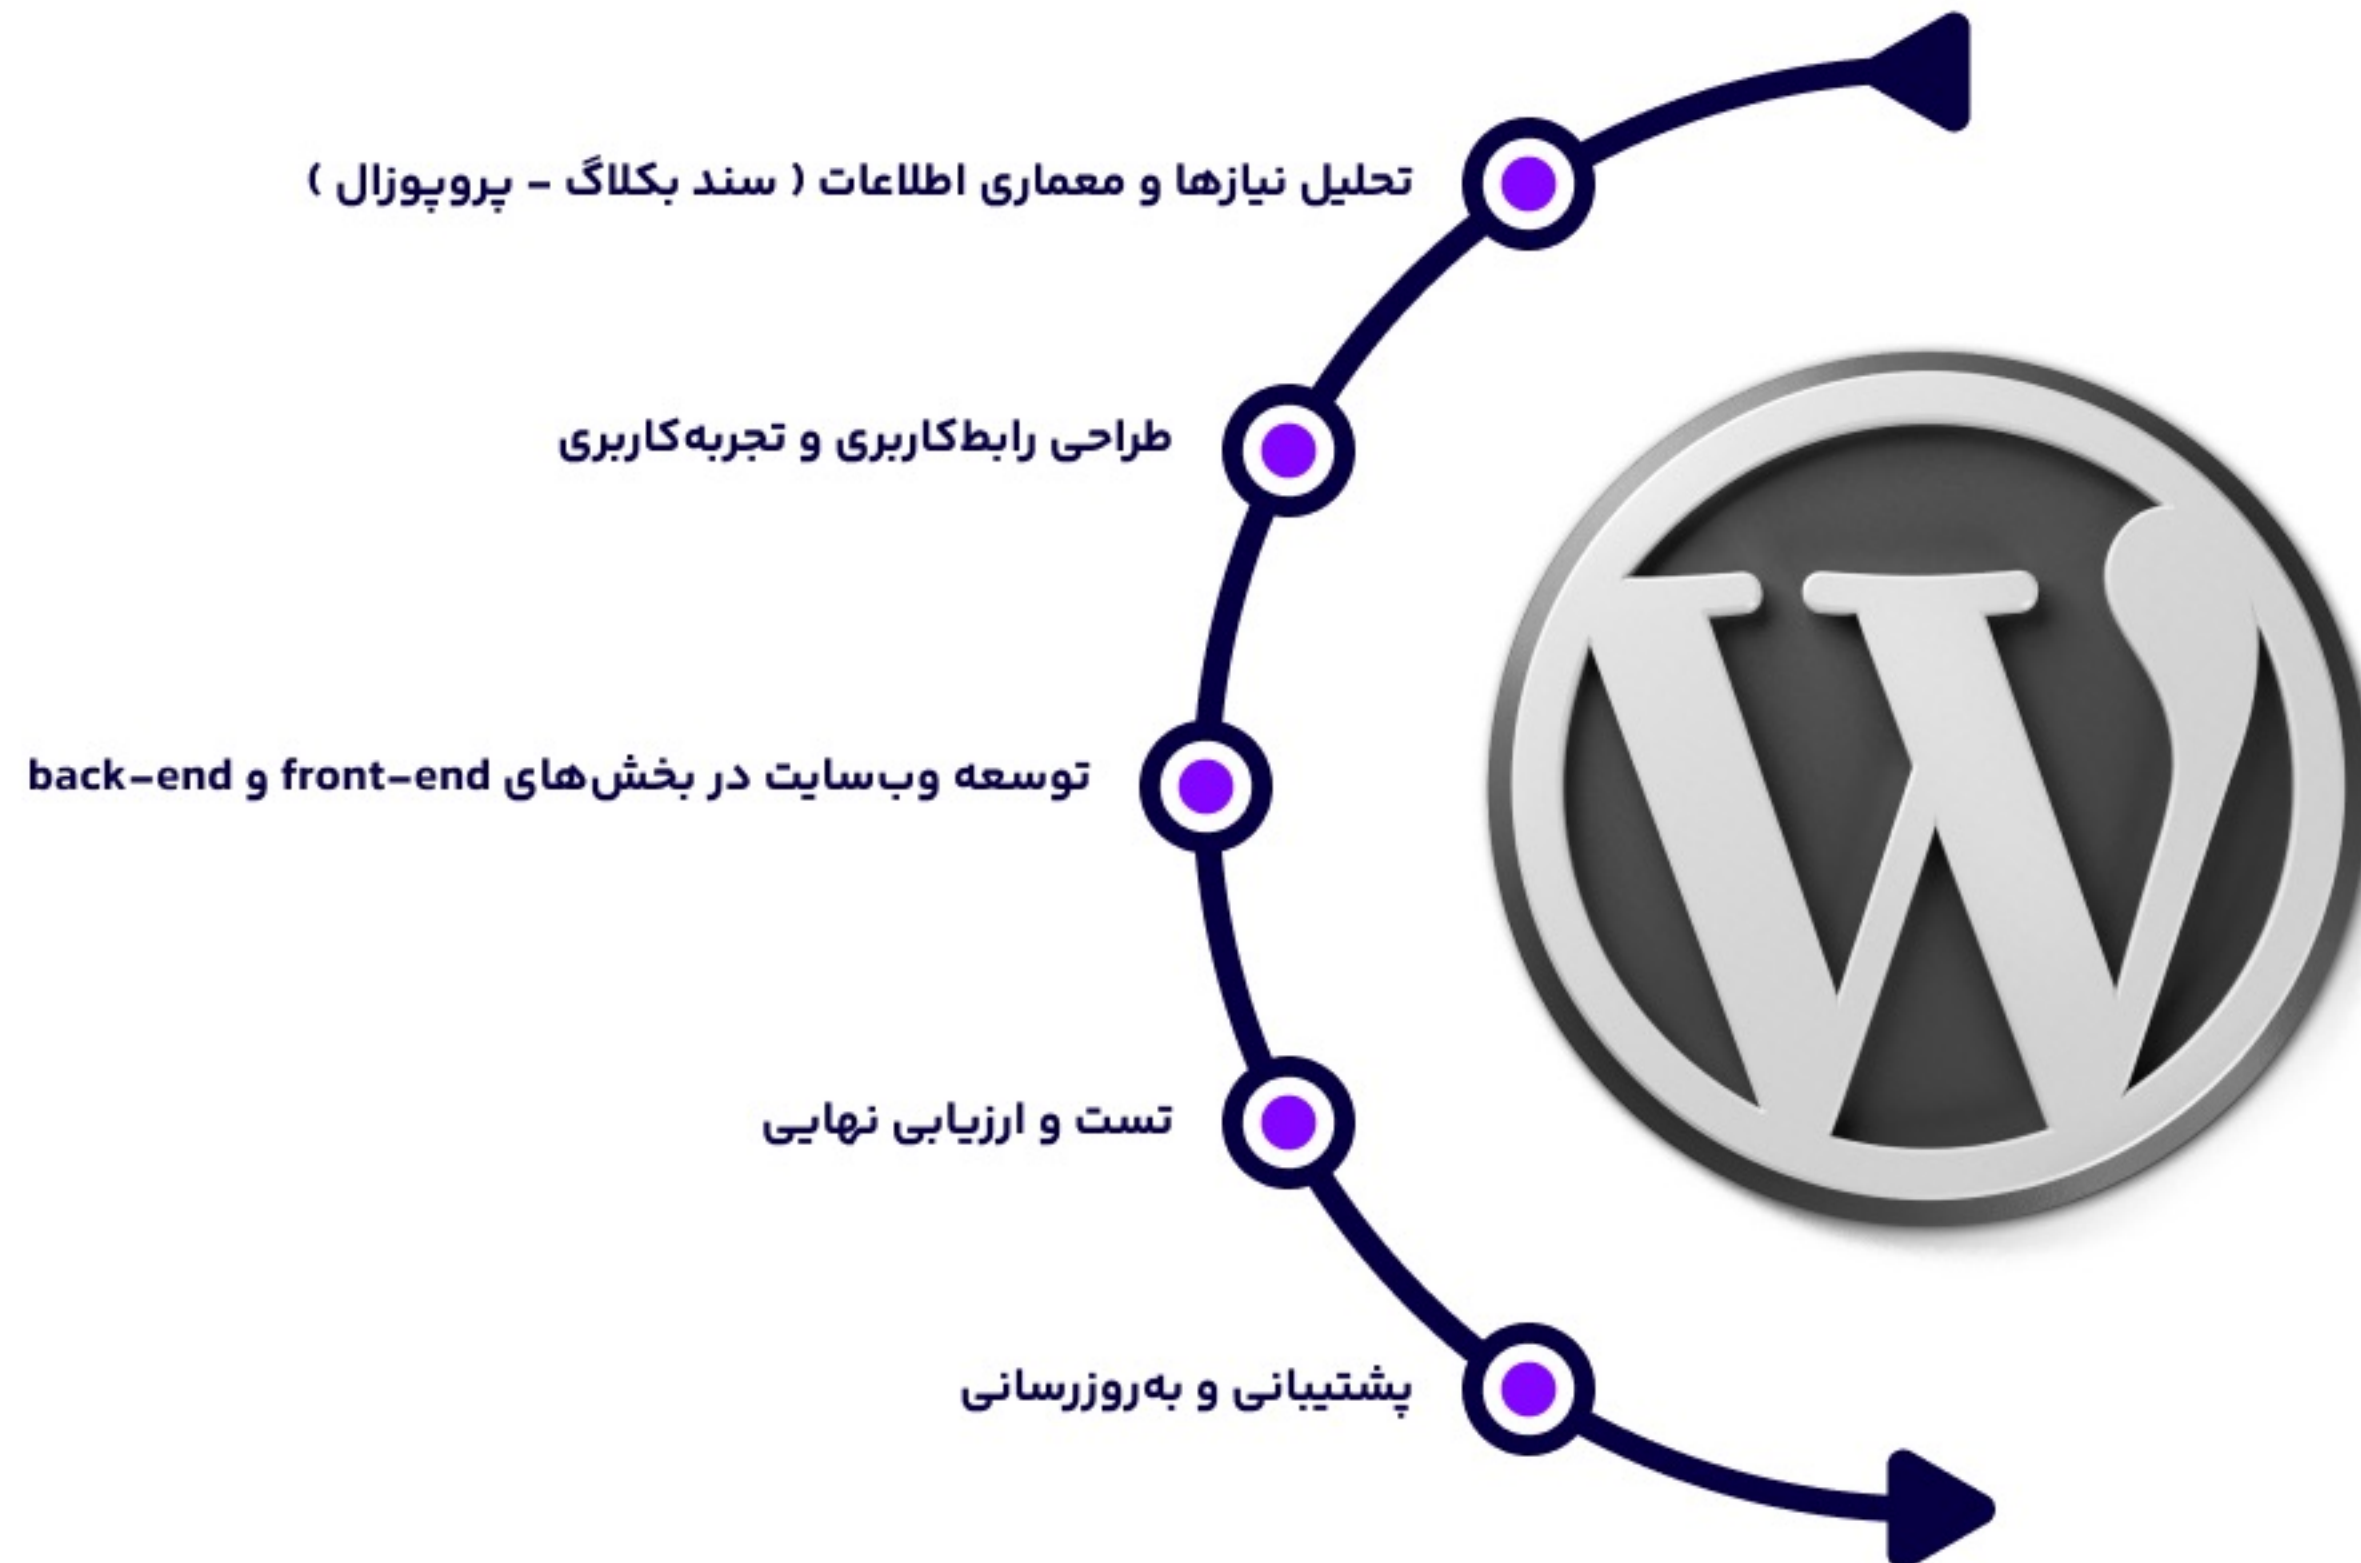 تحلیل نیازها و معماری اطلاعات ( سند بکلاگ - پروپوزال )
طراحی رابط‌کاربری و تجربه‌کاربری
توسعه وب‌سایت در بخش‌های front-end و back-end
تست و ارزیابی نهایی
پشتیبانی و به‌روزرسانی